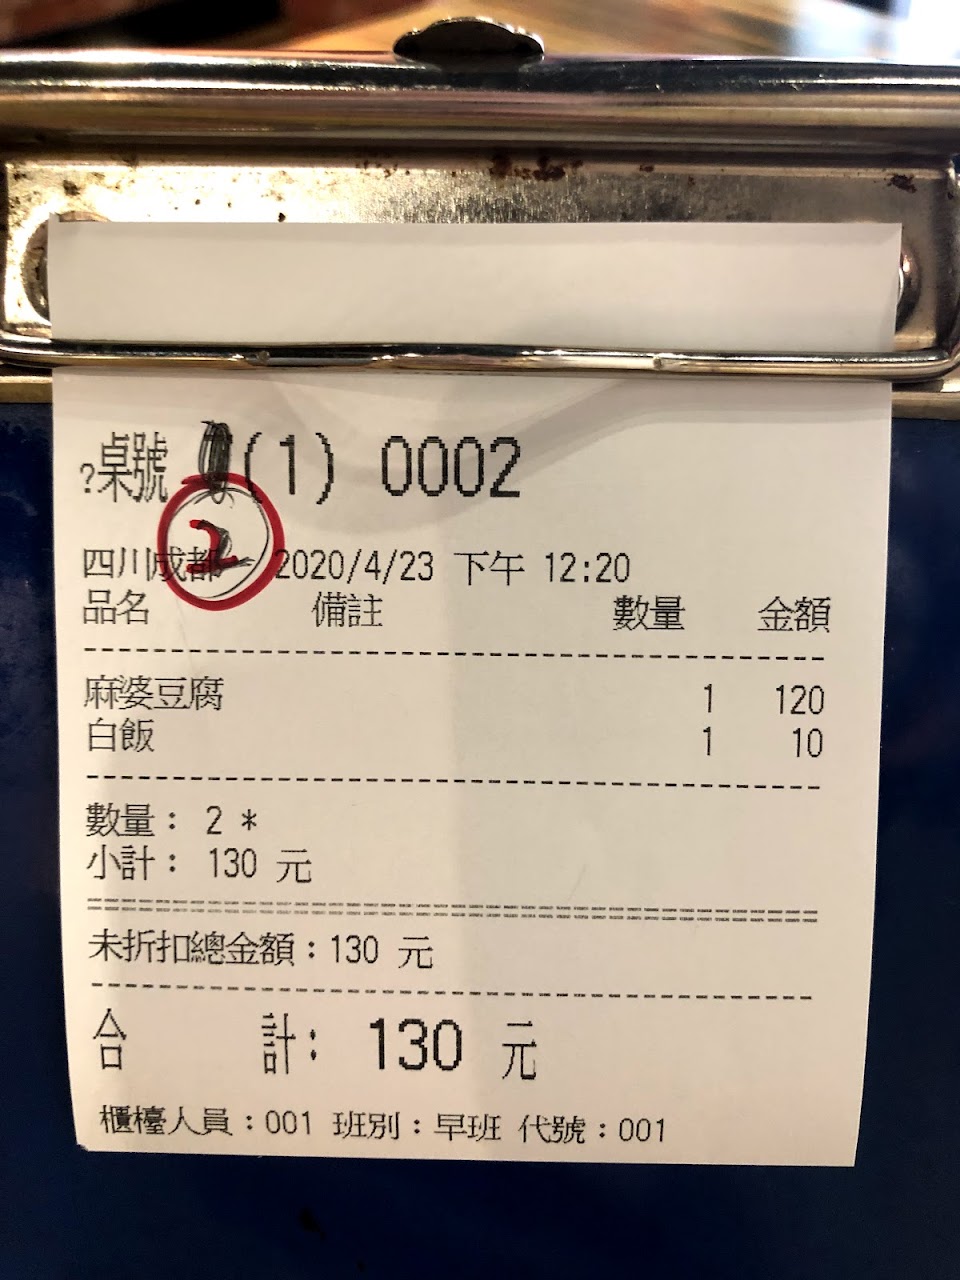 ?桌號 (1) 0002
2
四川成都 2020/4/23 下午 12:20
品名 備註 數量 金額
麻婆豆腐 1 120
白飯 1 10
數量： 2 *
小計： 130 元
未折扣總金額：130 元
合 計： 130 元
櫃檯人員：001 班別：早班 代號：001